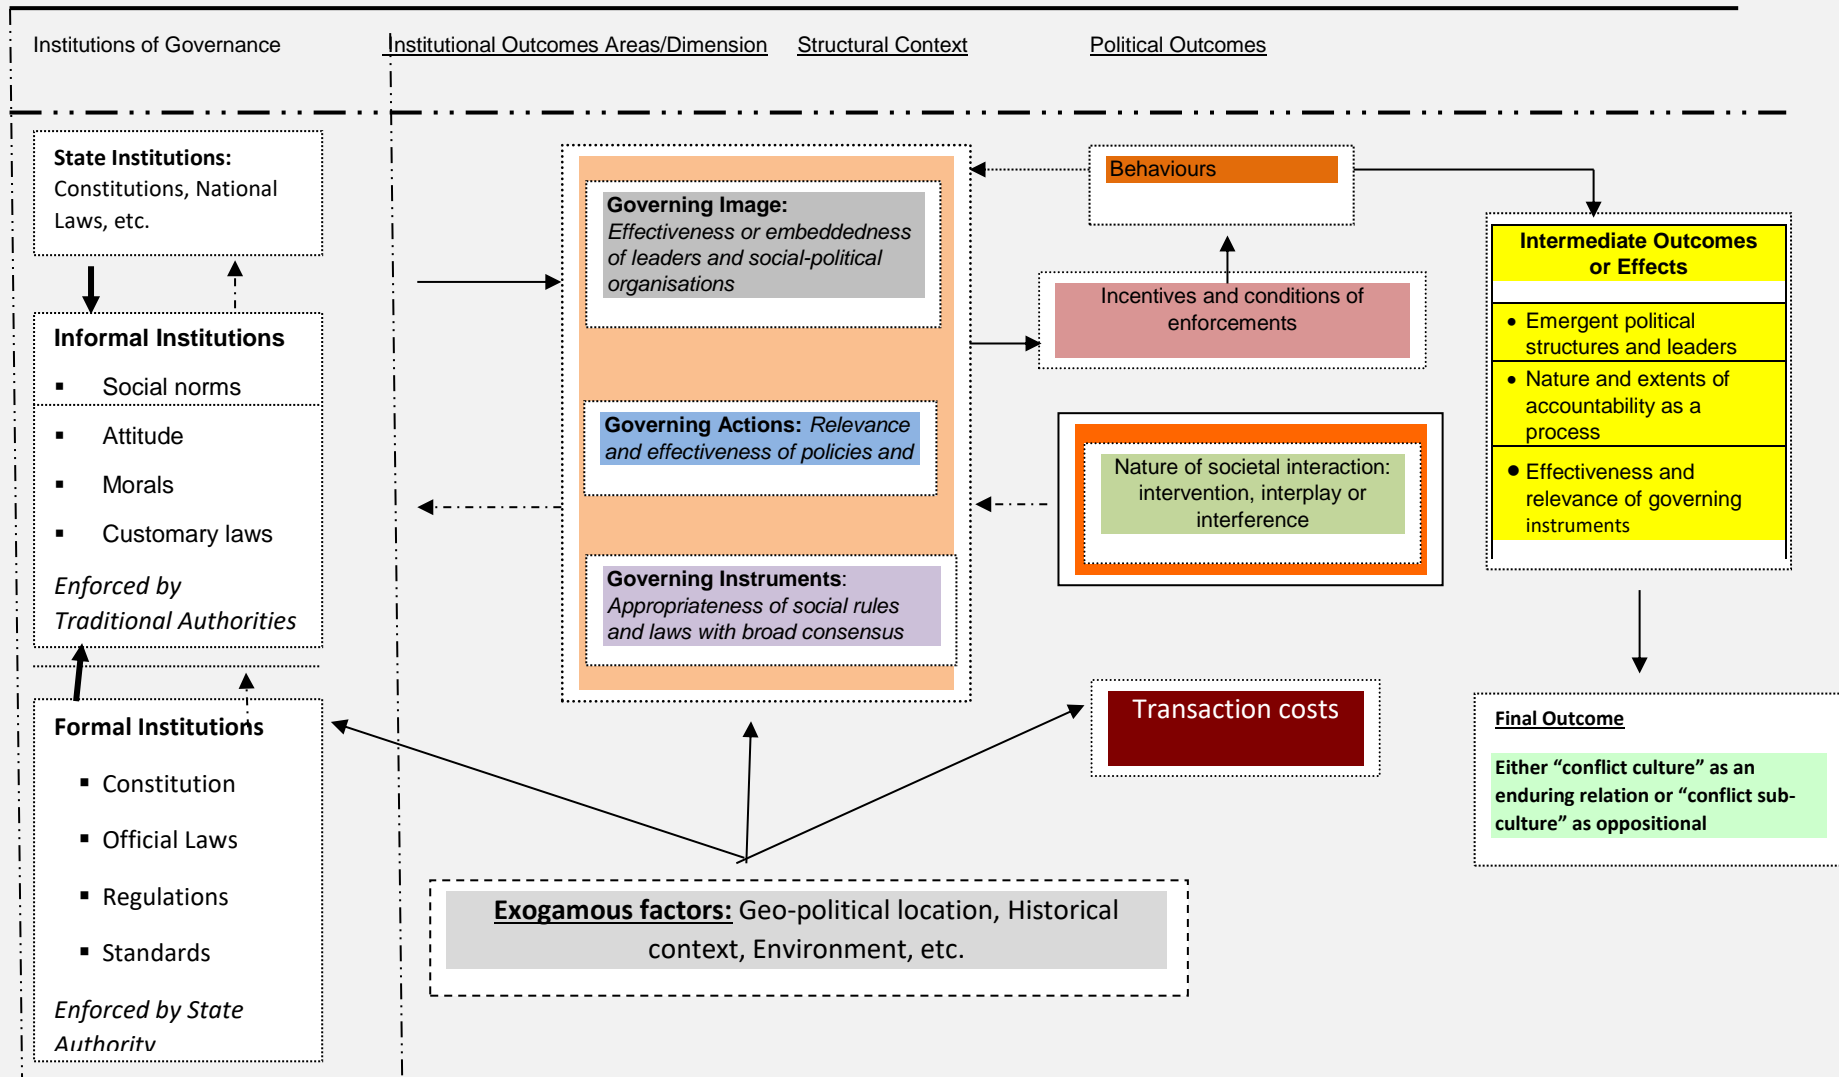 Institutions of Governance
Institutional Outcomes Areas/Dimension
Structural Context
Political Outcomes
State Institutions:
Constitutions, National
Laws, etc.
Informal Institutions
▪ Social norms
▪ Attitude
▪ Morals
▪ Customary laws
Enforced by
Traditional Authorities
Formal Institutions
▪ Constitution
▪ Official Laws
▪ Regulations
▪ Standards
Enforced by State
Authority
Governing Image:
Effectiveness or embeddedness
of leaders and social-political
organisations
Governing Actions: Relevance
and effectiveness of policies and
Governing Instruments:
Appropriateness of social rules
and laws with broad consensus
Exogamous factors: Geo-political location, Historical
context, Environment, etc.
Behaviours
Incentives and conditions of
enforcements
Nature of societal interaction:
intervention, interplay or
interference
Transaction costs
Intermediate Outcomes
or Effects
• Emergent political
structures and leaders
• Nature and extents of
accountability as a
process
• Effectiveness and
relevance of governing
instruments
Final Outcome
Either “conflict culture” as an
enduring relation or “conflict sub-
culture” as oppositional